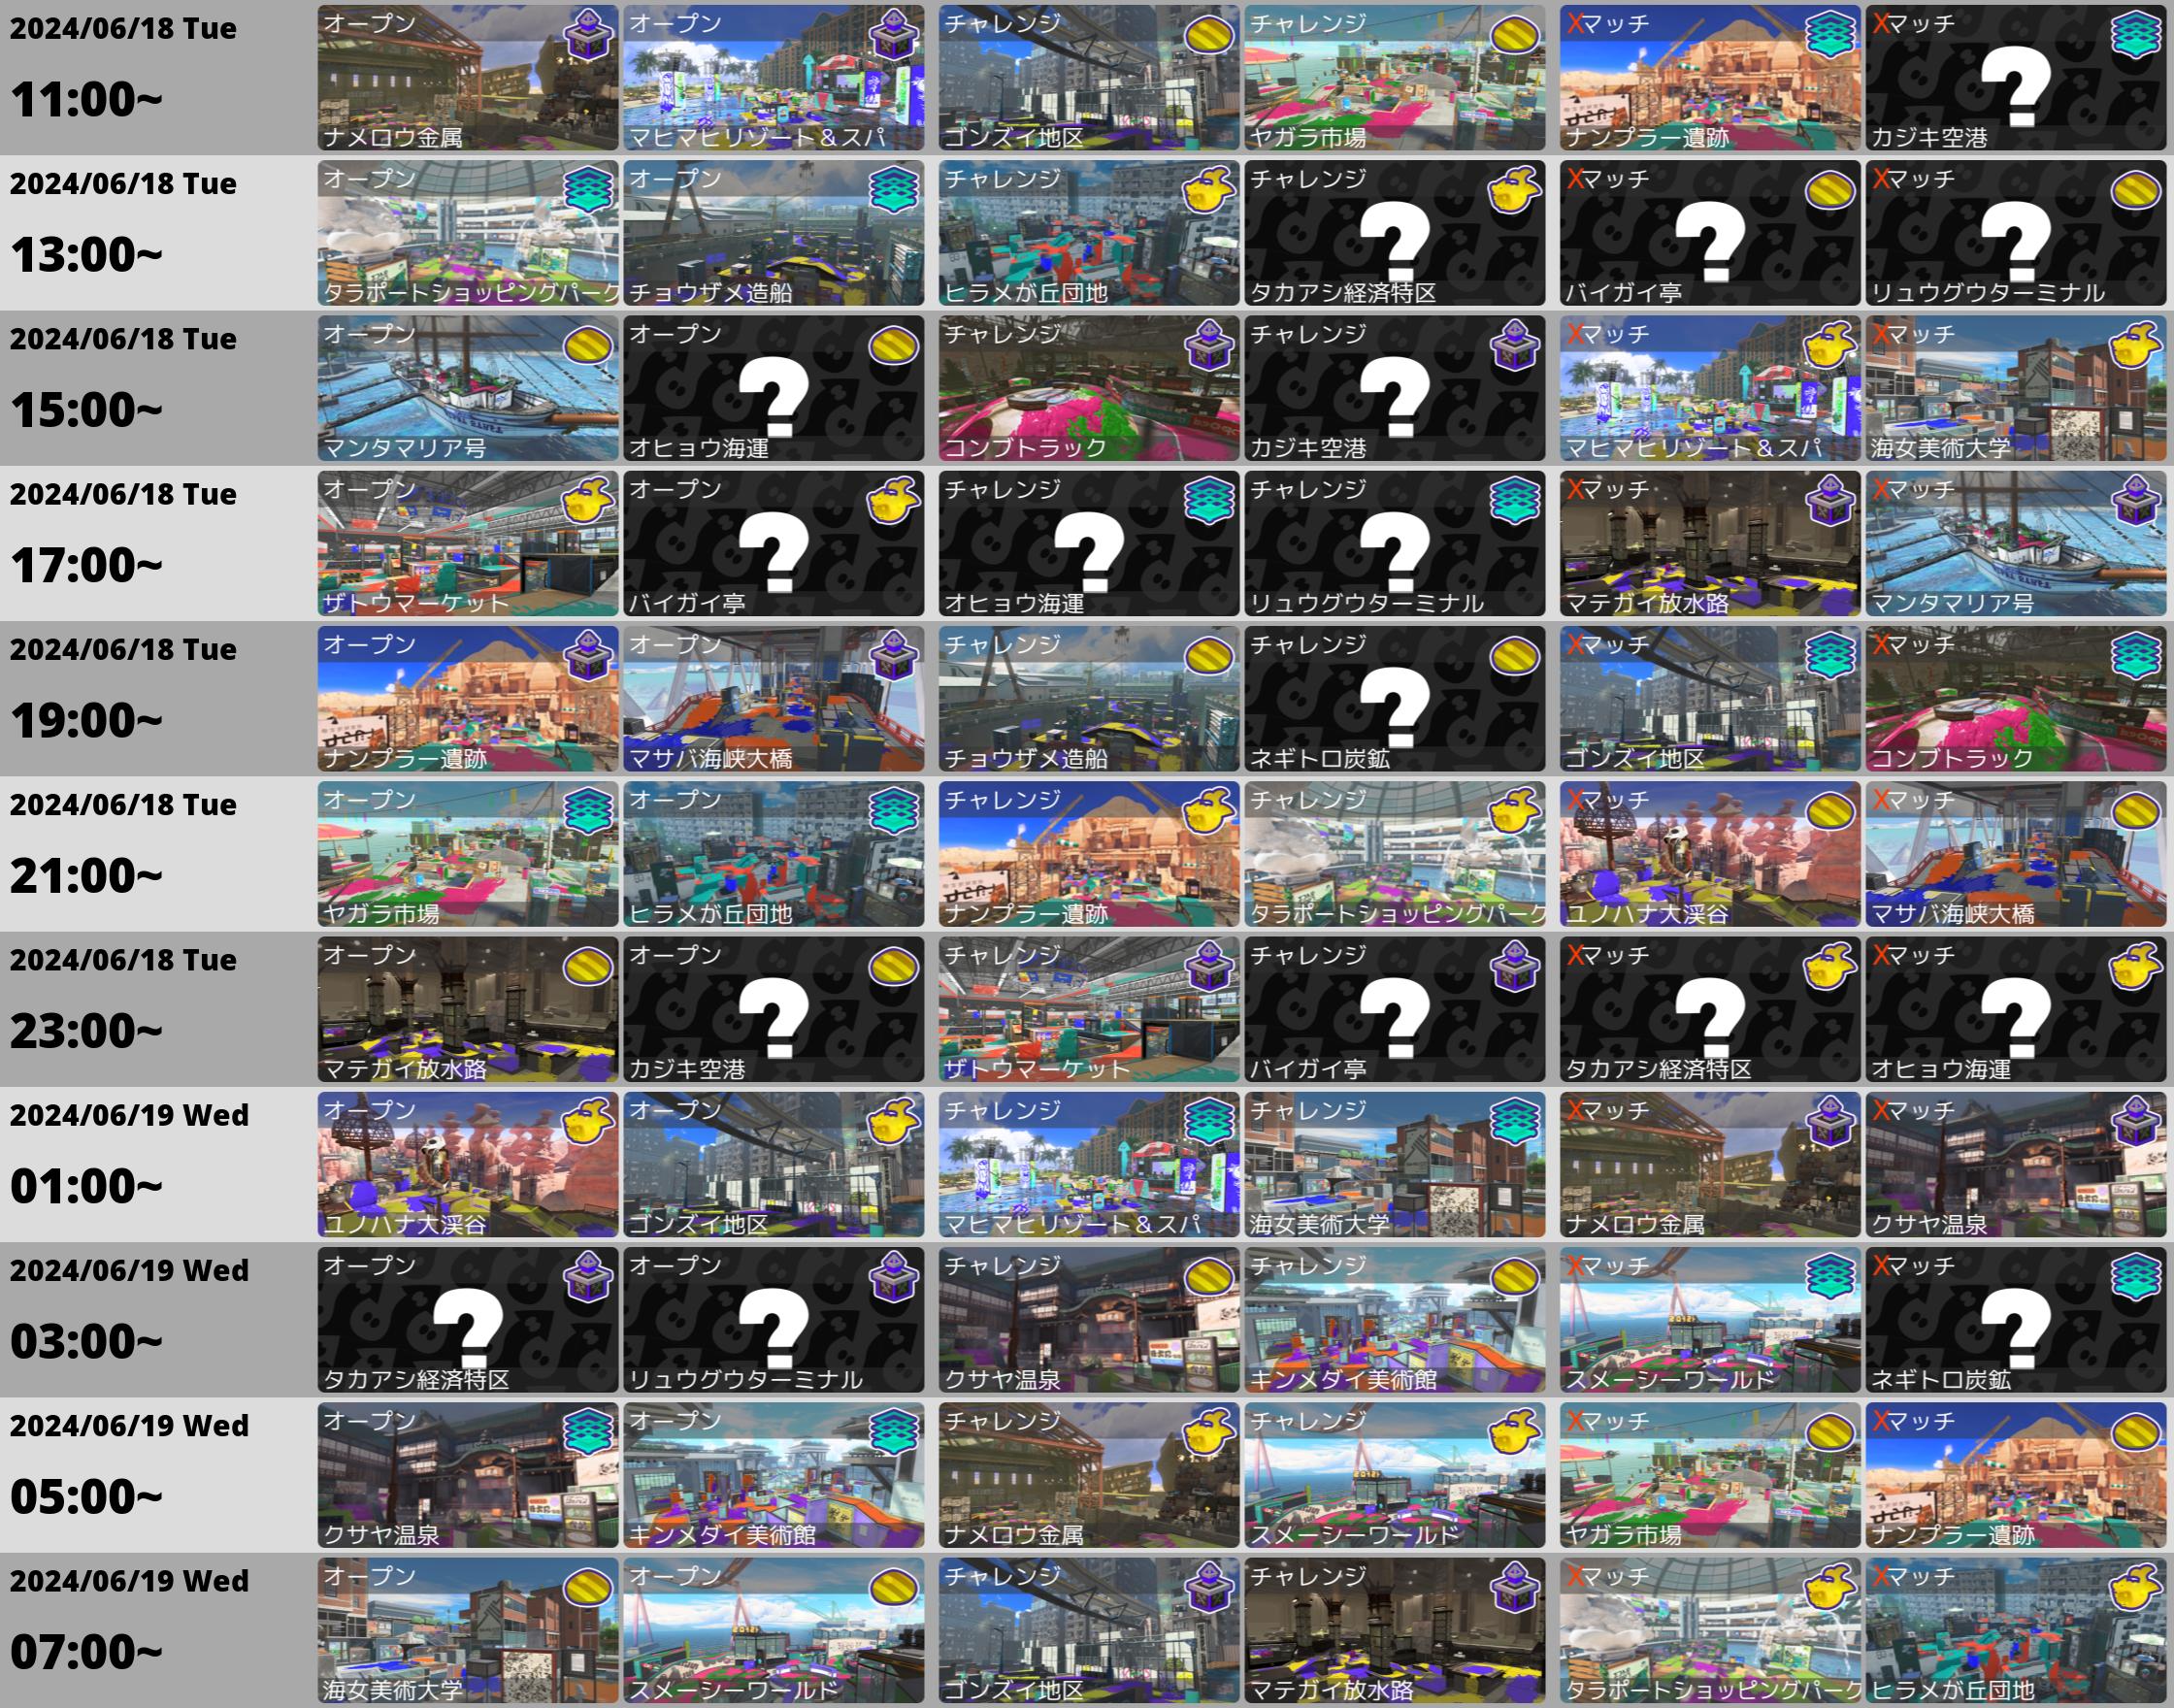 2024/06/18 Tue
11:00~
オープン
ナメロウ金属
オープン
マヒマヒリゾート＆スパ
チャレンジ
ゴンズイ地区
チャレンジ
ヤガラ市場
Xマッチ
ナンプラー遺跡
Xマッチ
?
カジキ空港
2024/06/18 Tue
13:00~
オープン
タラポートショッピングパーク
オープン
チョウザメ造船
チャレンジ
ヒラメが丘団地
チャレンジ
?
タカアシ経済特区
Xマッチ
?
バイガイ亭
Xマッチ
?
リュウグウターミナル
2024/06/18 Tue
15:00~
オープン
マンタマリア号
オープン
?
オヒョウ海運
チャレンジ
コンブトラック
チャレンジ
?
カジキ空港
Xマッチ
マヒマヒリゾート＆スパ
Xマッチ
海女美術大学
2024/06/18 Tue
17:00~
オープン
ザトウマーケット
オープン
?
バイガイ亭
チャレンジ
?
オヒョウ海運
チャレンジ
?
リュウグウターミナル
Xマッチ
マテガイ放水路
Xマッチ
マンタマリア号
2024/06/18 Tue
19:00~
オープン
ナンプラー遺跡
オープン
マサバ海峡大橋
チャレンジ
チョウザメ造船
チャレンジ
?
ネギトロ炭鉱
Xマッチ
ゴンズイ地区
Xマッチ
コンブトラック
2024/06/18 Tue
21:00~
オープン
ヤガラ市場
オープン
ヒラメが丘団地
チャレンジ
ナンプラー遺跡
チャレンジ
タラポートショッピングパーク
Xマッチ
ユノハナ大渓谷
Xマッチ
マサバ海峡大橋
2024/06/18 Tue
23:00~
オープン
マテガイ放水路
オープン
?
カジキ空港
チャレンジ
ザトウマーケット
チャレンジ
?
バイガイ亭
Xマッチ
?
タカアシ経済特区
Xマッチ
?
オヒョウ海運
2024/06/19 Wed
01:00~
オープン
ユノハナ大渓谷
オープン
ゴンズイ地区
チャレンジ
マヒマヒリゾート＆スパ
チャレンジ
海女美術大学
Xマッチ
ナメロウ金属
Xマッチ
クサヤ温泉
2024/06/19 Wed
03:00~
オープン
?
タカアシ経済特区
オープン
?
リュウグウターミナル
チャレンジ
クサヤ温泉
チャレンジ
キンメダイ美術館
Xマッチ
スメーシーワールド
Xマッチ
?
ネギトロ炭鉱
2024/06/19 Wed
05:00~
オープン
クサヤ温泉
オープン
キンメダイ美術館
チャレンジ
ナメロウ金属
チャレンジ
スメーシーワールド
Xマッチ
ヤガラ市場
Xマッチ
ナンプラー遺跡
2024/06/19 Wed
07:00~
オープン
海女美術大学
オープン
スメーシーワールド
チャレンジ
ゴンズイ地区
チャレンジ
マテガイ放水路
Xマッチ
タラポートショッピングパーク
Xマッチ
ヒラメが丘団地